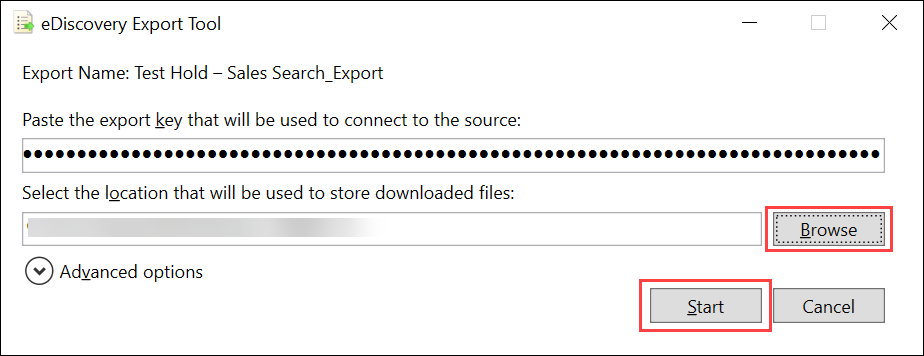 eDiscovery Export Tool
Export Name: Test Hold – Sales Search_Export
Paste the export key that will be used to connect to the source:
Select the location that will be used to store downloaded files:
Browse
Advanced options
Start Cancel